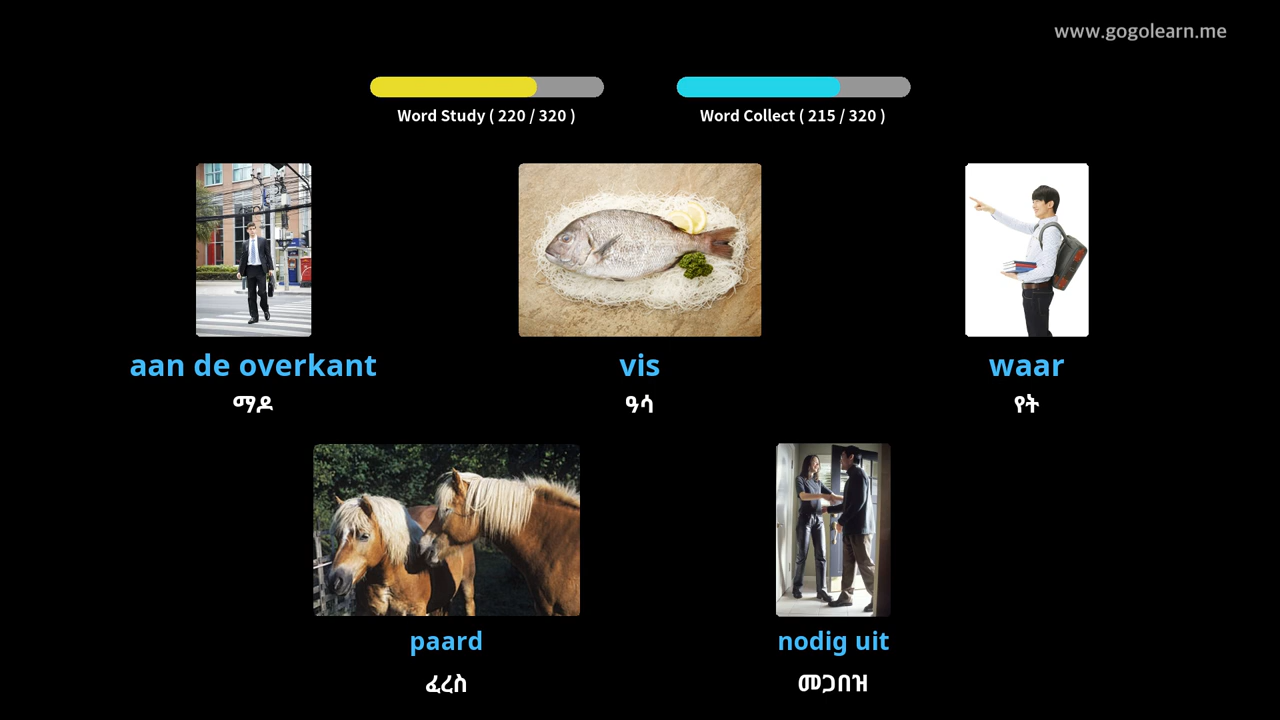 www.gogolearn.me
Word Study ( 220 / 320 )
Word Collect ( 215 / 320 )
aan de overkant
ማዶ
vis
ዓሳ
waar
የት
paard
ፈረስ
nodig uit
መጋበዝ